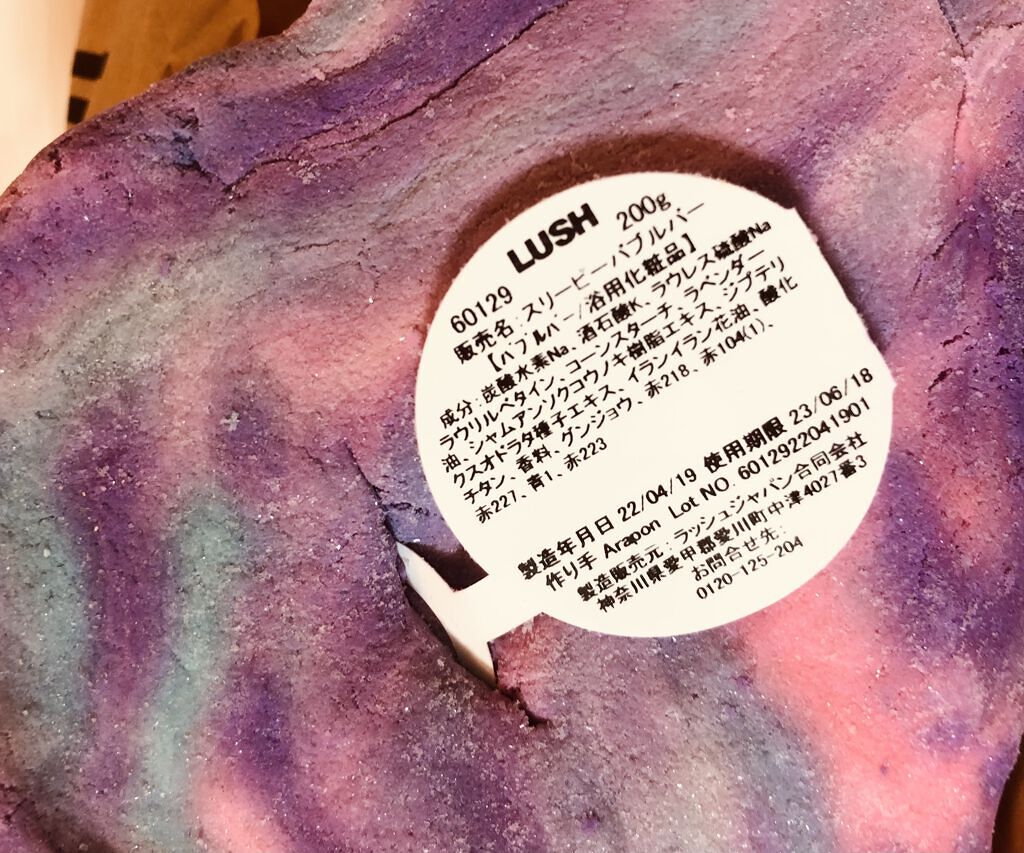 LUSH 200g
60129
販売名:スリーピーバブルバー
【バブルバー/浴用化粧品】
成分:炭酸水素Na、酒石酸K、ラウレス硫酸Na
ラウリルベタイン、コーンスターチ、ラベンダー
油、シャムアンソクコウノキ樹脂エキス、ジプテリ
クスオドラタ種子エキス、イランイラン花油、酸化
チタン、香料、グンジョウ、赤218、赤104(1)、
赤227、青1、赤223
製造年月日 22/04/19 使用期限 23/06/18
作り手 Arapon Lot NO. 6012922041901
製造販売元:ラッシュジャパン合同会社
神奈川県愛甲郡愛川町中津4027番3
お問合せ先:
0120-125-204